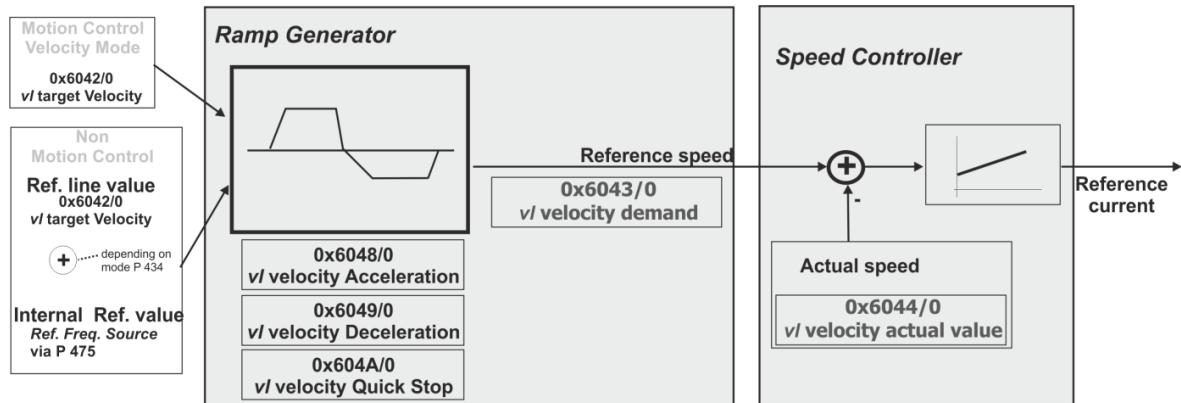 Motion Control
Velocity Mode
0x6042/0
vl target Velocity
Non
Motion Control
Ref. line value
0x6042/0
vl target Velocity
+
depending on
mode P 434
Internal Ref. value
Ref. Freq. Source
via P 475
Ramp Generator
0x6048/0
vl velocity Acceleration
0x6049/0
vl velocity Deceleration
0x604A/0
vl velocity Quick Stop
Reference speed
0x6043/0
vl velocity demand
Speed Controller
+
-
Actual speed
0x6044/0
vl velocity actual value
Reference
current